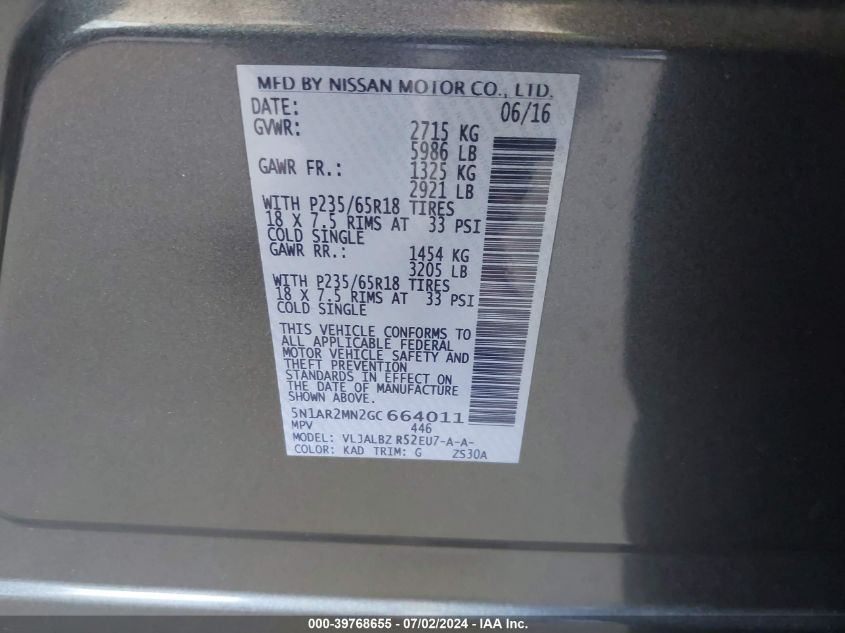 MFD BY NISSAN MOTOR CO., LTD.
DATE: 06/16
GVWR: 2715 KG
5986 LB
GAWR FR.: 1325 KG
2921 LB
WITH P235/65R18 TIRES
18 X 7.5 RIMS AT 33 PSI
COLD SINGLE
GAWR RR.: 1454 KG
3205 LB
WITH P235/65R18 TIRES
18 X 7.5 RIMS AT 33 PSI
COLD SINGLE
THIS VEHICLE CONFORMS TO
ALL APPLICABLE FEDERAL
MOTOR VEHICLE SAFETY AND
THEFT PREVENTION
STANDARDS IN EFFECT ON
THE DATE OF MANUFACTURE
SHOWN ABOVE.
5N1AR2MN2GC664011
MPV 446
MODEL: VLJALBZ R52EU7-A-A-
COLOR: KAD TRIM: G ZS30A
000-39768655 - 07/02/2024 - IAA Inc.